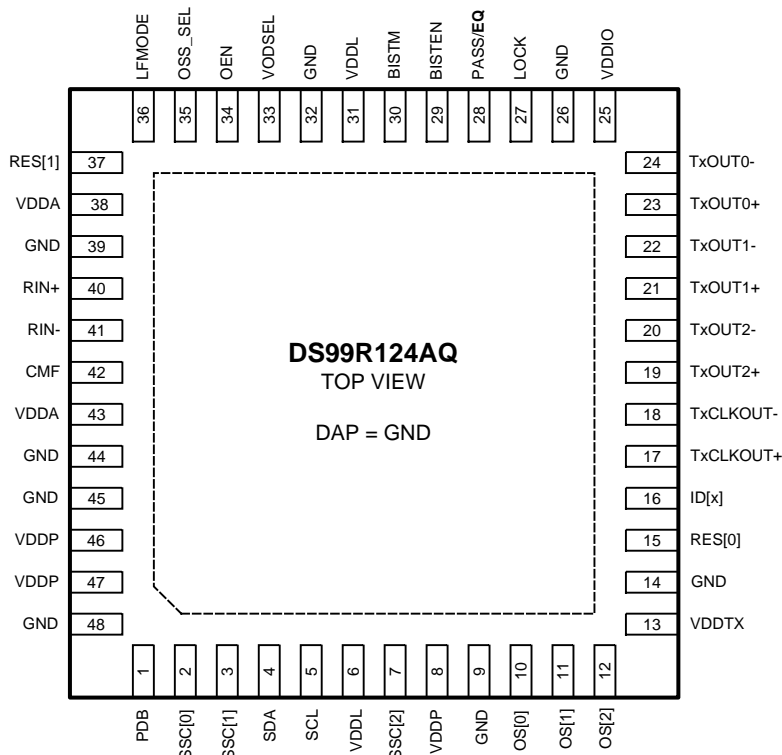 LFMODE
OSS_SEL
OEN
VODSEL
GND
VDDL
BISTM
BISTEN
PASS/EQ
LOCK
GND
VDDIO
36
35
34
33
32
31
30
29
28
27
26
25
RES[1] 37
VDDA 38
GND 39
RIN+ 40
RIN- 41
CMF 42
VDDA 43
GND 44
GND 45
VDDP 46
VDDP 47
GND 48
DS99R124AQ
TOP VIEW
DAP = GND
24 TxOUT0-
23 TxOUT0+
22 TxOUT1-
21 TxOUT1+
20 TxOUT2-
19 TxOUT2+
18 TxCLKOUT-
17 TxCLKOUT+
16 ID[x]
15 RES[0]
14 GND
13 VDDTX
1
2
3
4
5
6
7
8
9
10
11
12
PDB
SSC[0]
SSC[1]
SDA
SCL
VDDL
SSC[2]
VDDP
GND
OS[0]
OS[1]
OS[2]